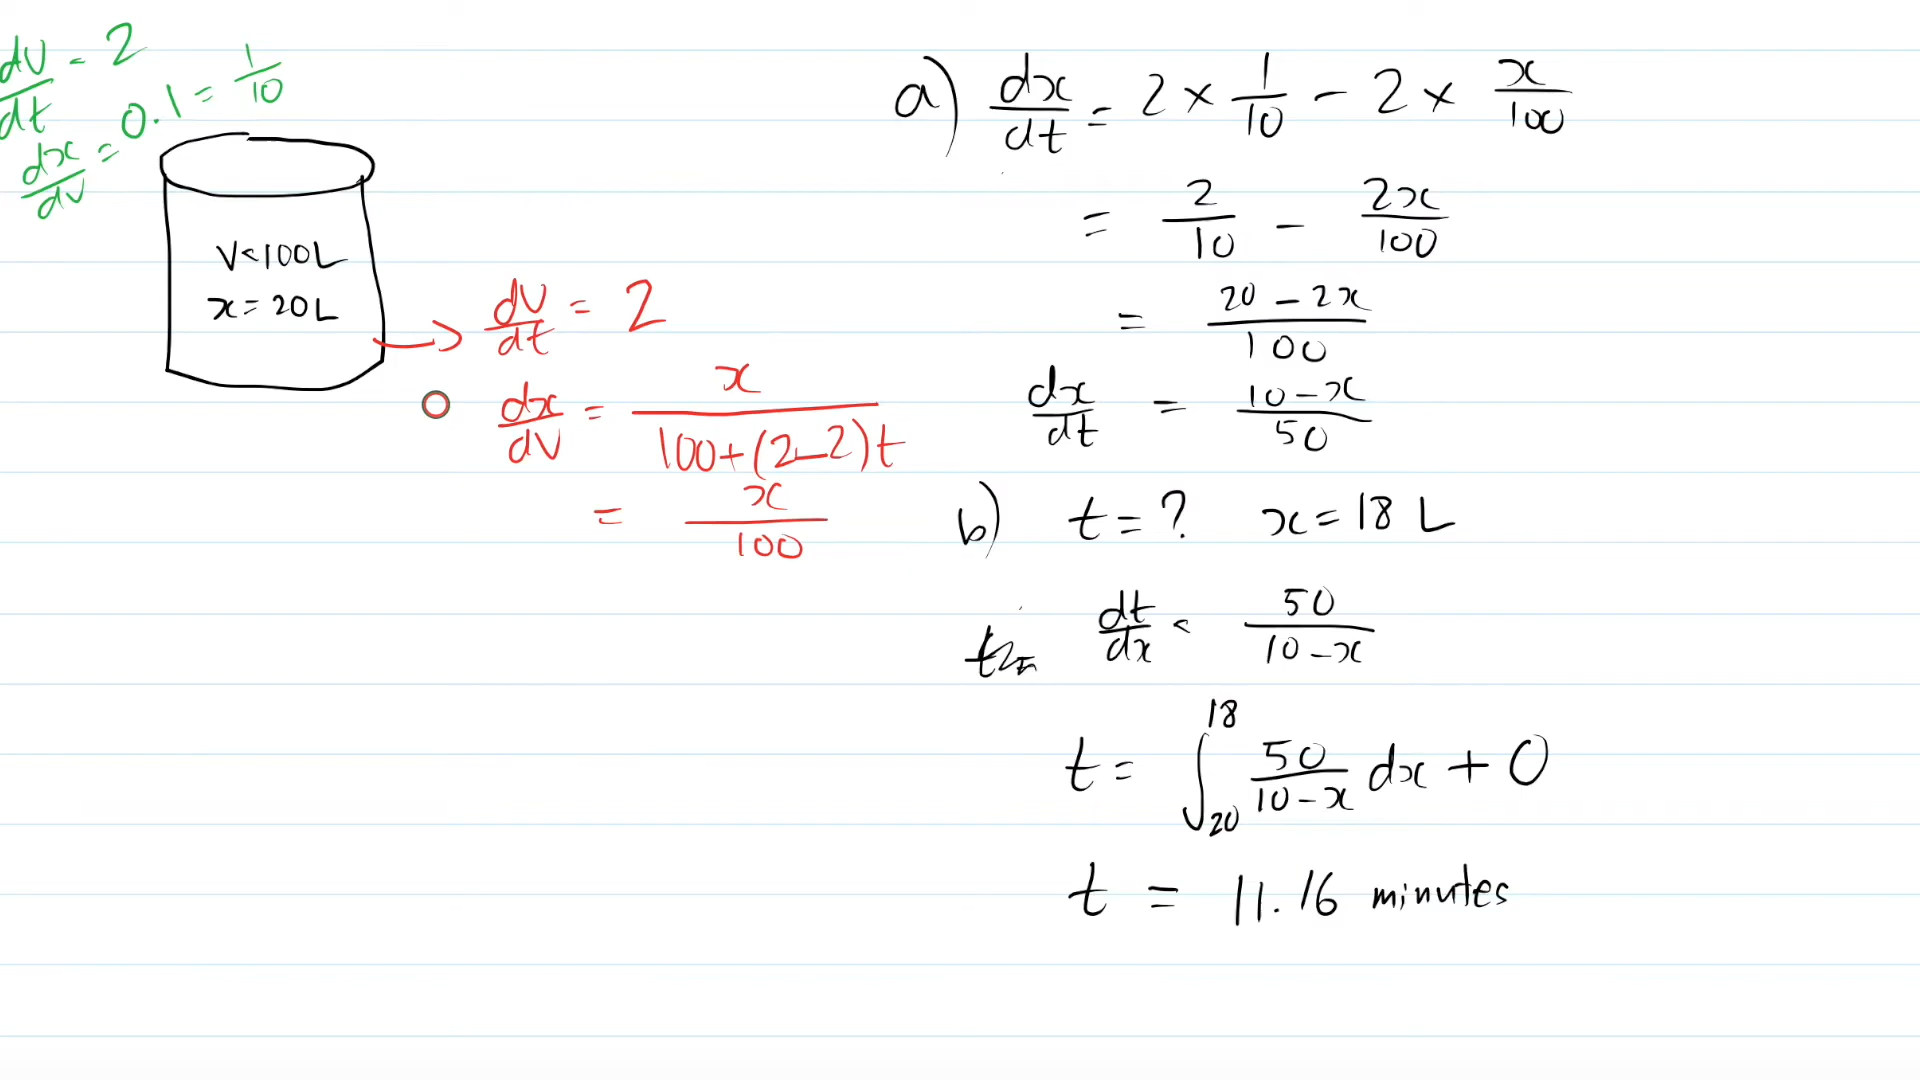 dV/dt = 2
dx/dV = 0.1 = 1/10
V=100L
x = 20L
dV/dt = 2
dx/dV = x/(100+(2-2)t)
= x/100
a) dx/dt = 2 × 1/10 - 2 × x/100
= 2/10 - 2x/100
= (20-2x)/100
dx/dt = (10-x)/50
b) t = ? x = 18 L
dt/dx = 50/(10-x)
t = ∫₂₀¹⁸ 50/(10-x) dx + 0
t = 11.16 minutes